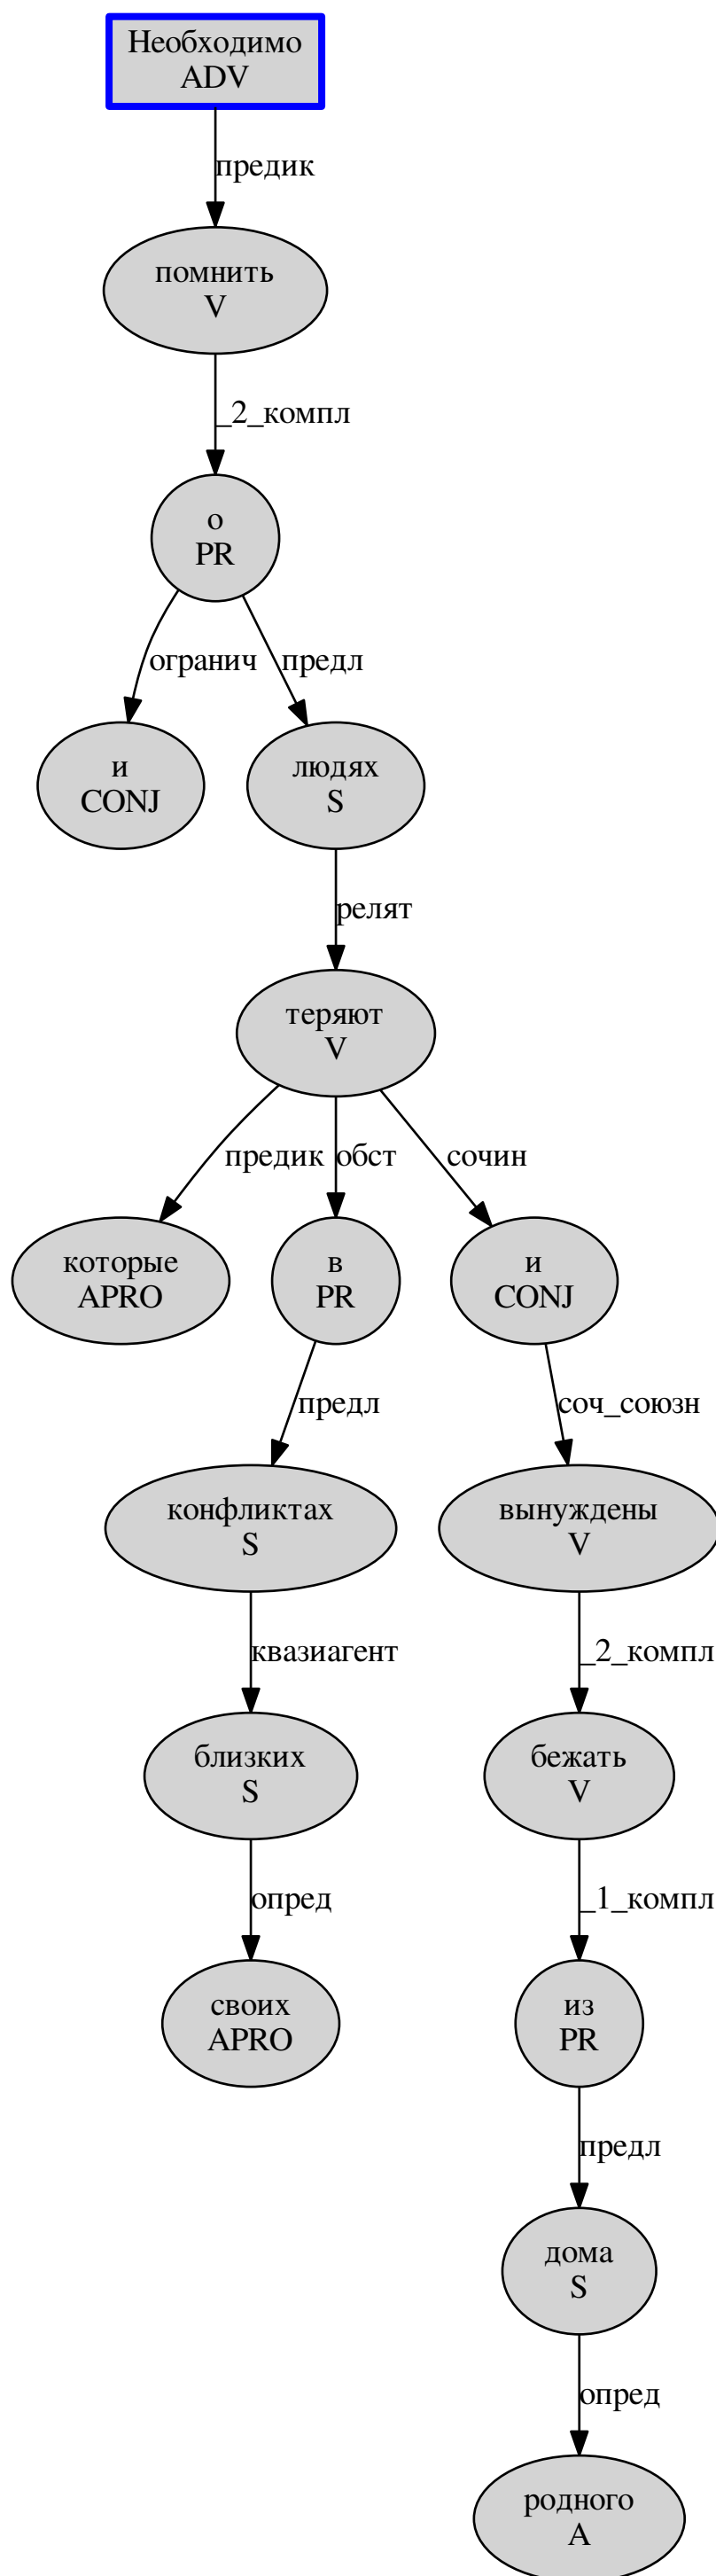 Необходимо
ADV
предик
помнить
V
_2_компл
о
PR
огранич
предл
и
CONJ
людях
S
релят
теряют
V
предик
обст
сочин
которые
APRO
в
PR
и
CONJ
предл
соч_союзн
конфликтах
S
вынуждены
V
квазиагент
_2_компл
близких
S
бежать
V
опред
_1_компл
своих
APRO
из
PR
предл
дома
S
опред
родного
A